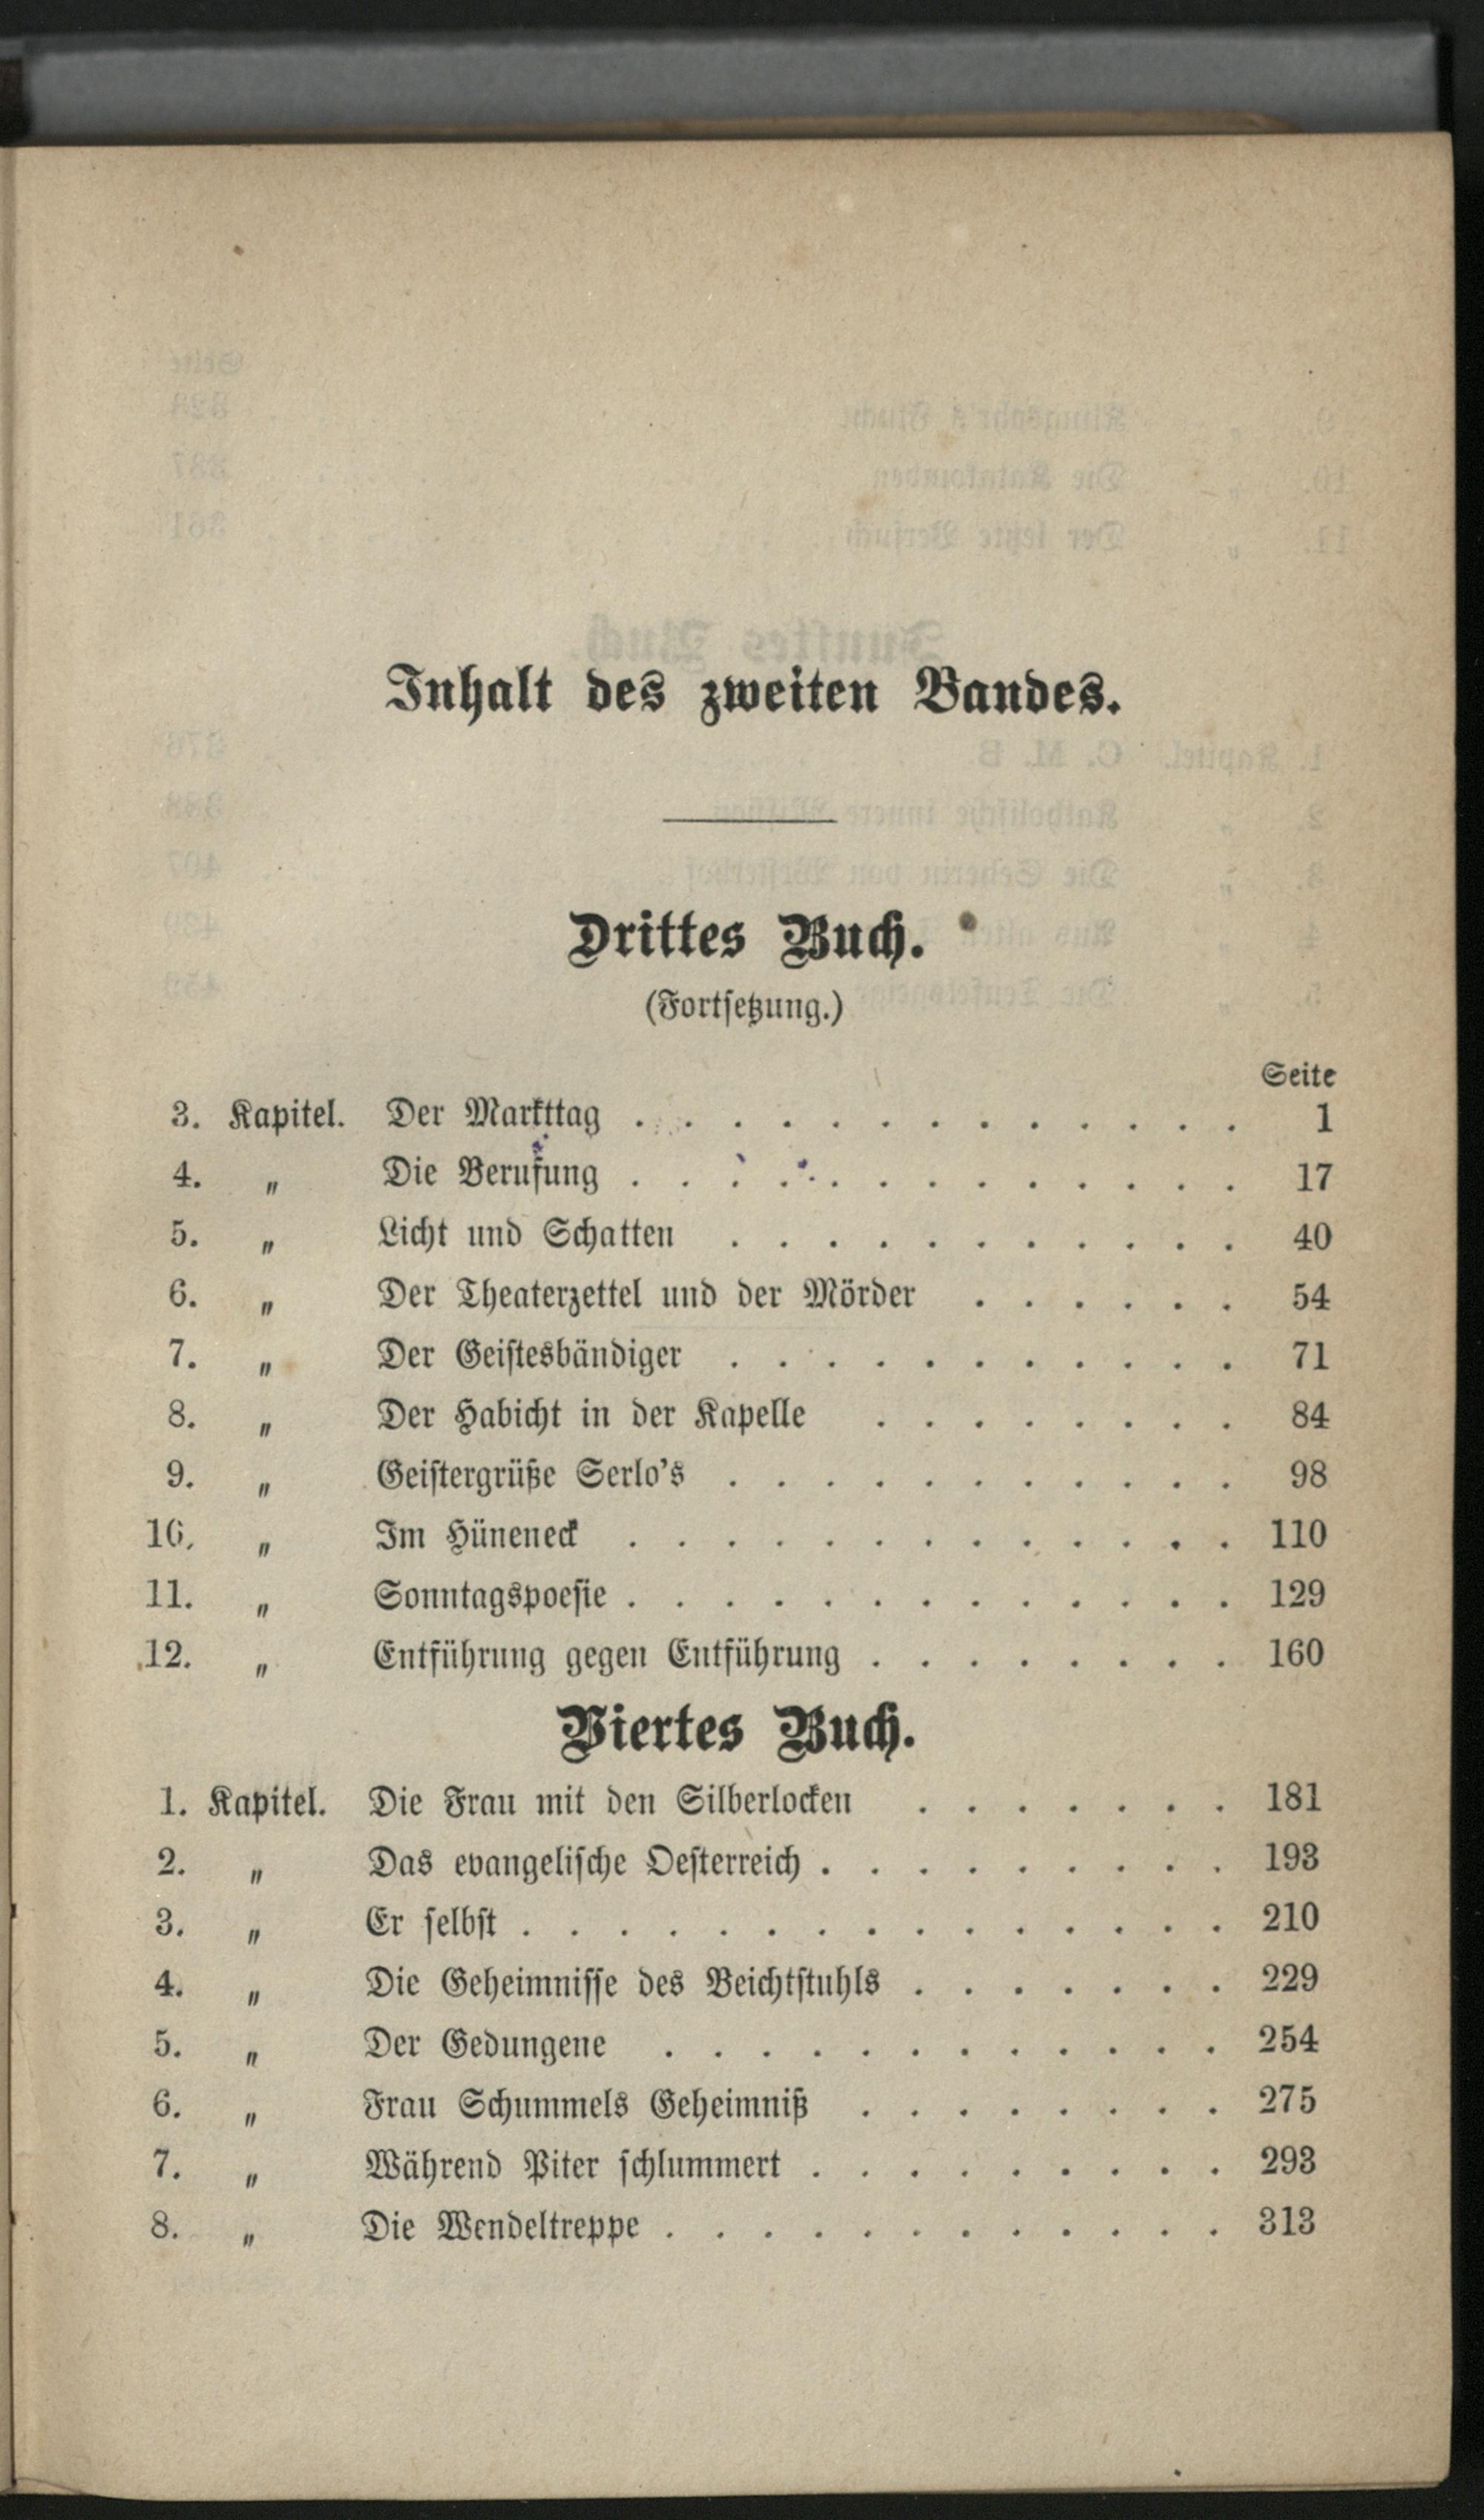 Inhalt des zweiten Bandes.
Drittes Buch.
(Fortsetzung.)
Seite
3. Kapitel. Der Markttag . . . . . . . . . . . . . 1
4. „ Die Berufung . . . . . . . . . . . . . 17
5. „ Licht und Schatten . . . . . . . . . . . 40
6. „ Der Theaterzettel und der Mörder . . . . . . 54
7. „ Der Geistesbändiger . . . . . . . . . . . 71
8. „ Der Habicht in der Kapelle . . . . . . . . 84
9. „ Geistergrüße Serlo's . . . . . . . . . . . 98
10. „ Im Hüneneck . . . . . . . . . . . . . 110
11. „ Sonntagspoesie . . . . . . . . . . . . . 129
12. „ Entführung gegen Entführung . . . . . . . . 160
Viertes Buch.
1. Kapitel. Die Frau mit den Silberlocken . . . . . . . 181
2. „ Das evangelische Oesterreich . . . . . . . . . 193
3. „ Er selbst . . . . . . . . . . . . . . . 210
4. „ Die Geheimnisse des Beichtstuhls . . . . . . . 229
5. „ Der Gedungene . . . . . . . . . . . . 254
6. „ Frau Schummels Geheimniß . . . . . . . . 275
7. „ Während Piter schlummert . . . . . . . . . 293
8. „ Die Wendeltreppe . . . . . . . . . . . . 313